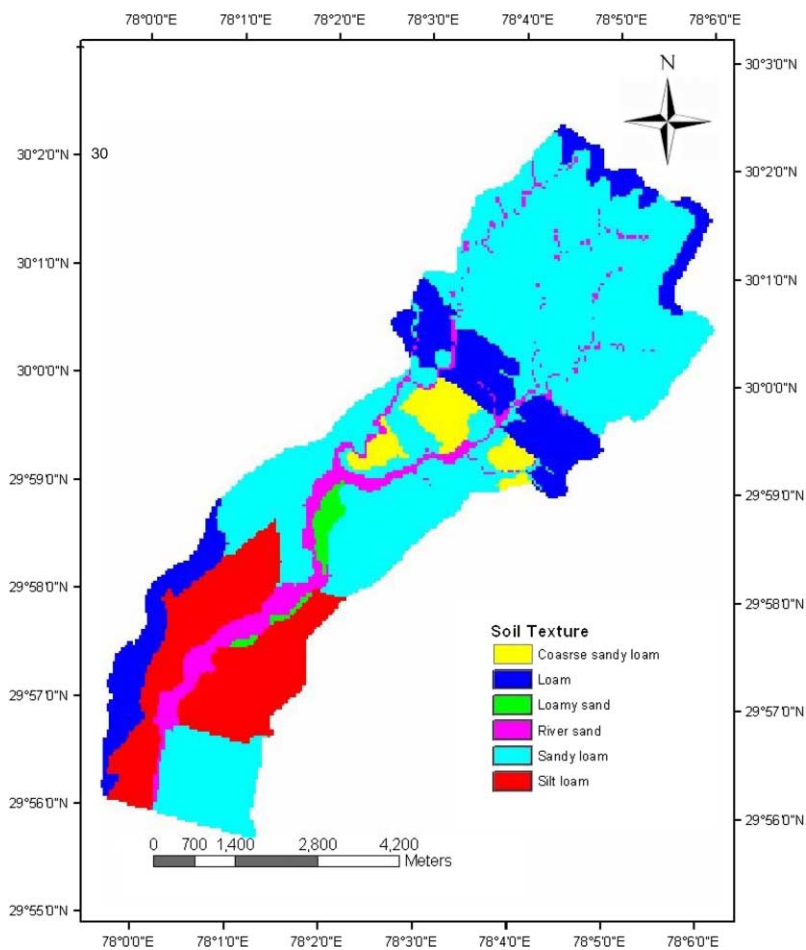 78°0'0"E 78°1'0"E 78°2'0"E 78°3'0"E 78°4'0"E 78°5'0"E 78°6'0"E
N
30°3'0"N
30°2'0"N
30
30°2'0"N
30°1'0"N
30°1'0"N
30°0'0"N
30°0'0"N
29°59'0"N
29°59'0"N
29°58'0"N
29°58'0"N
Soil Texture
Coasrse sandy loam
Loam
Loamy sand
River sand
Sandy loam
Silt loam
29°57'0"N
29°57'0"N
29°56'0"N
29°56'0"N
0 700 1,400 2,800 4,200
Meters
29°55'0"N
78°0'0"E 78°1'0"E 78°2'0"E 78°3'0"E 78°4'0"E 78°5'0"E 78°6'0"E